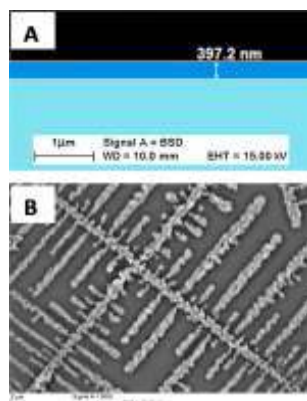 A
397.2 nm
1µm
Signal A = BSD
WD = 10.0 mm
EHT = 15.00 kV
B